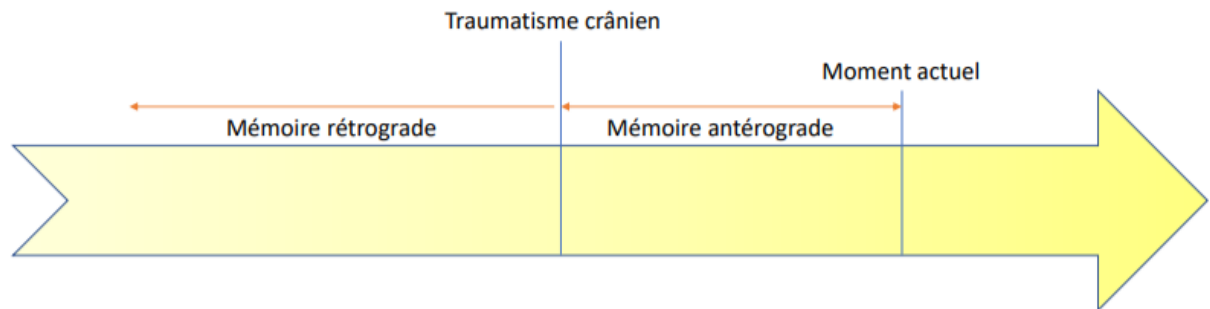 Traumatisme crânien
Moment actuel
Mémoire rétrograde
Mémoire antérograde